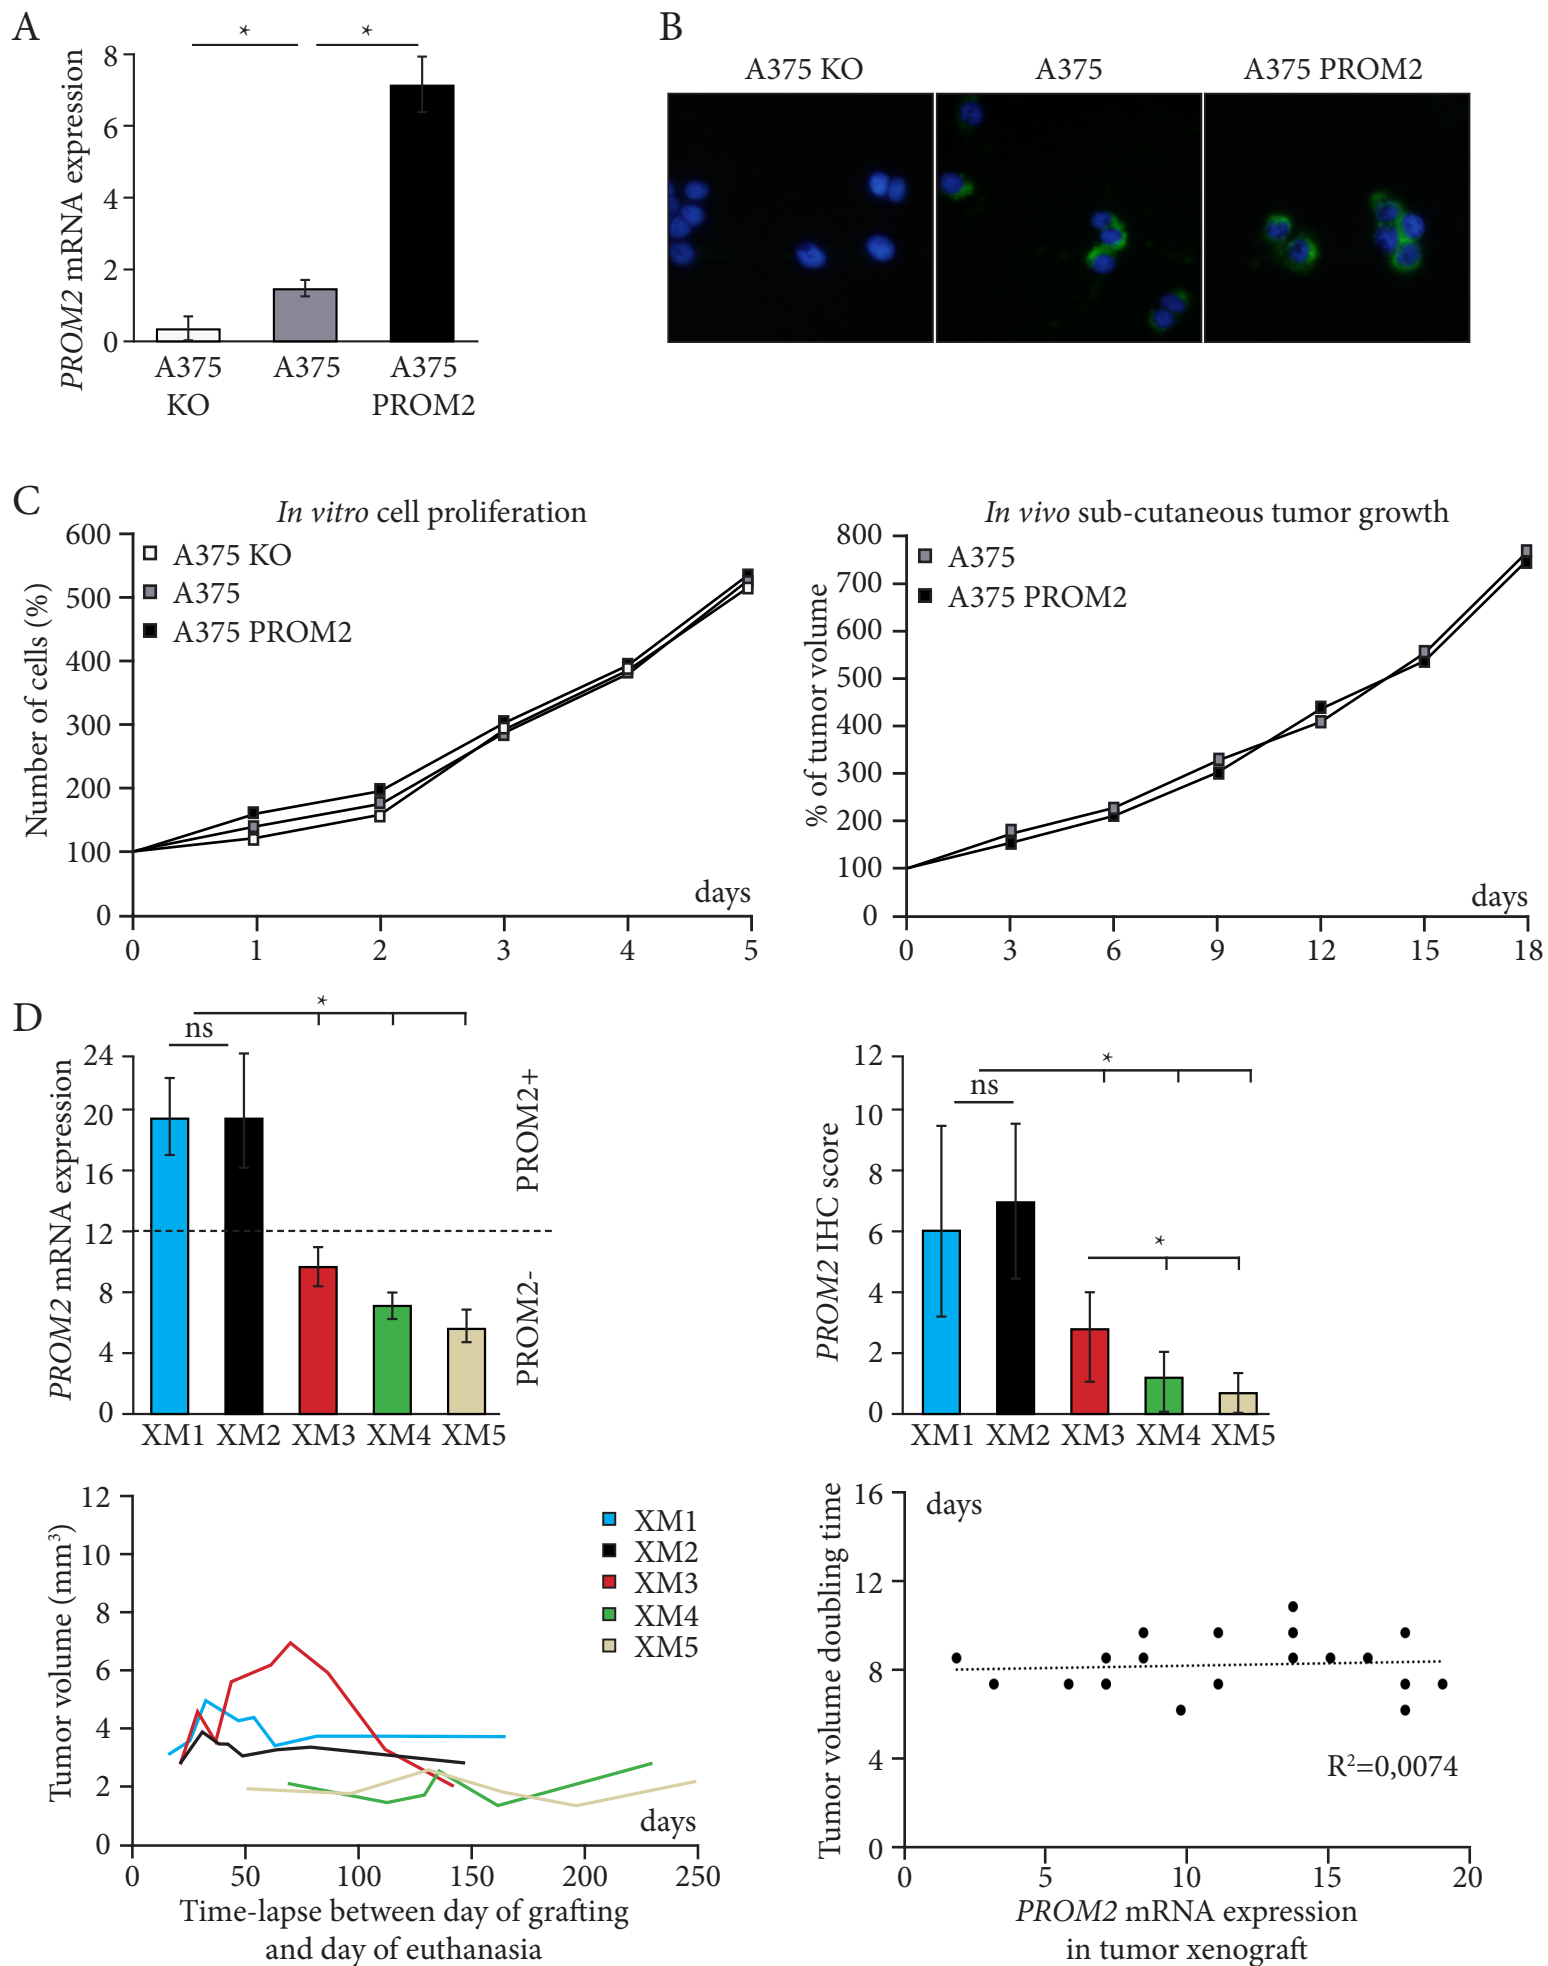 A
PROM2 mRNA expression
8
6
4
2
0
*
*
A375
KO
A375
A375
PROM2
B
A375 KO
A375
A375 PROM2
C
In vitro cell proliferation
Number of cells (%)
600
500
400
300
200
100
0
A375 KO
A375
A375 PROM2
days
0 1 2 3 4 5
In vivo sub-cutaneous tumor growth
% of tumor volume
800
700
600
500
400
300
200
100
0
A375
A375 PROM2
days
0 3 6 9 12 15 18
D
PROM2 mRNA expression
24
20
16
12
8
4
0
ns
*
PROM2+
PROM2-
XM1 XM2 XM3 XM4 XM5
PROM2 IHC score
12
10
8
6
4
2
0
ns
*
*
XM1 XM2 XM3 XM4 XM5
Tumor volume (mm³)
12
10
8
6
4
2
0
XM1
XM2
XM3
XM4
XM5
days
0 50 100 150 200 250
Time-lapse between day of grafting
and day of euthanasia
Tumor volume doubling time
16
12
8
4
0
days
R²=0,0074
0 5 10 15 20
PROM2 mRNA expression
in tumor xenograft